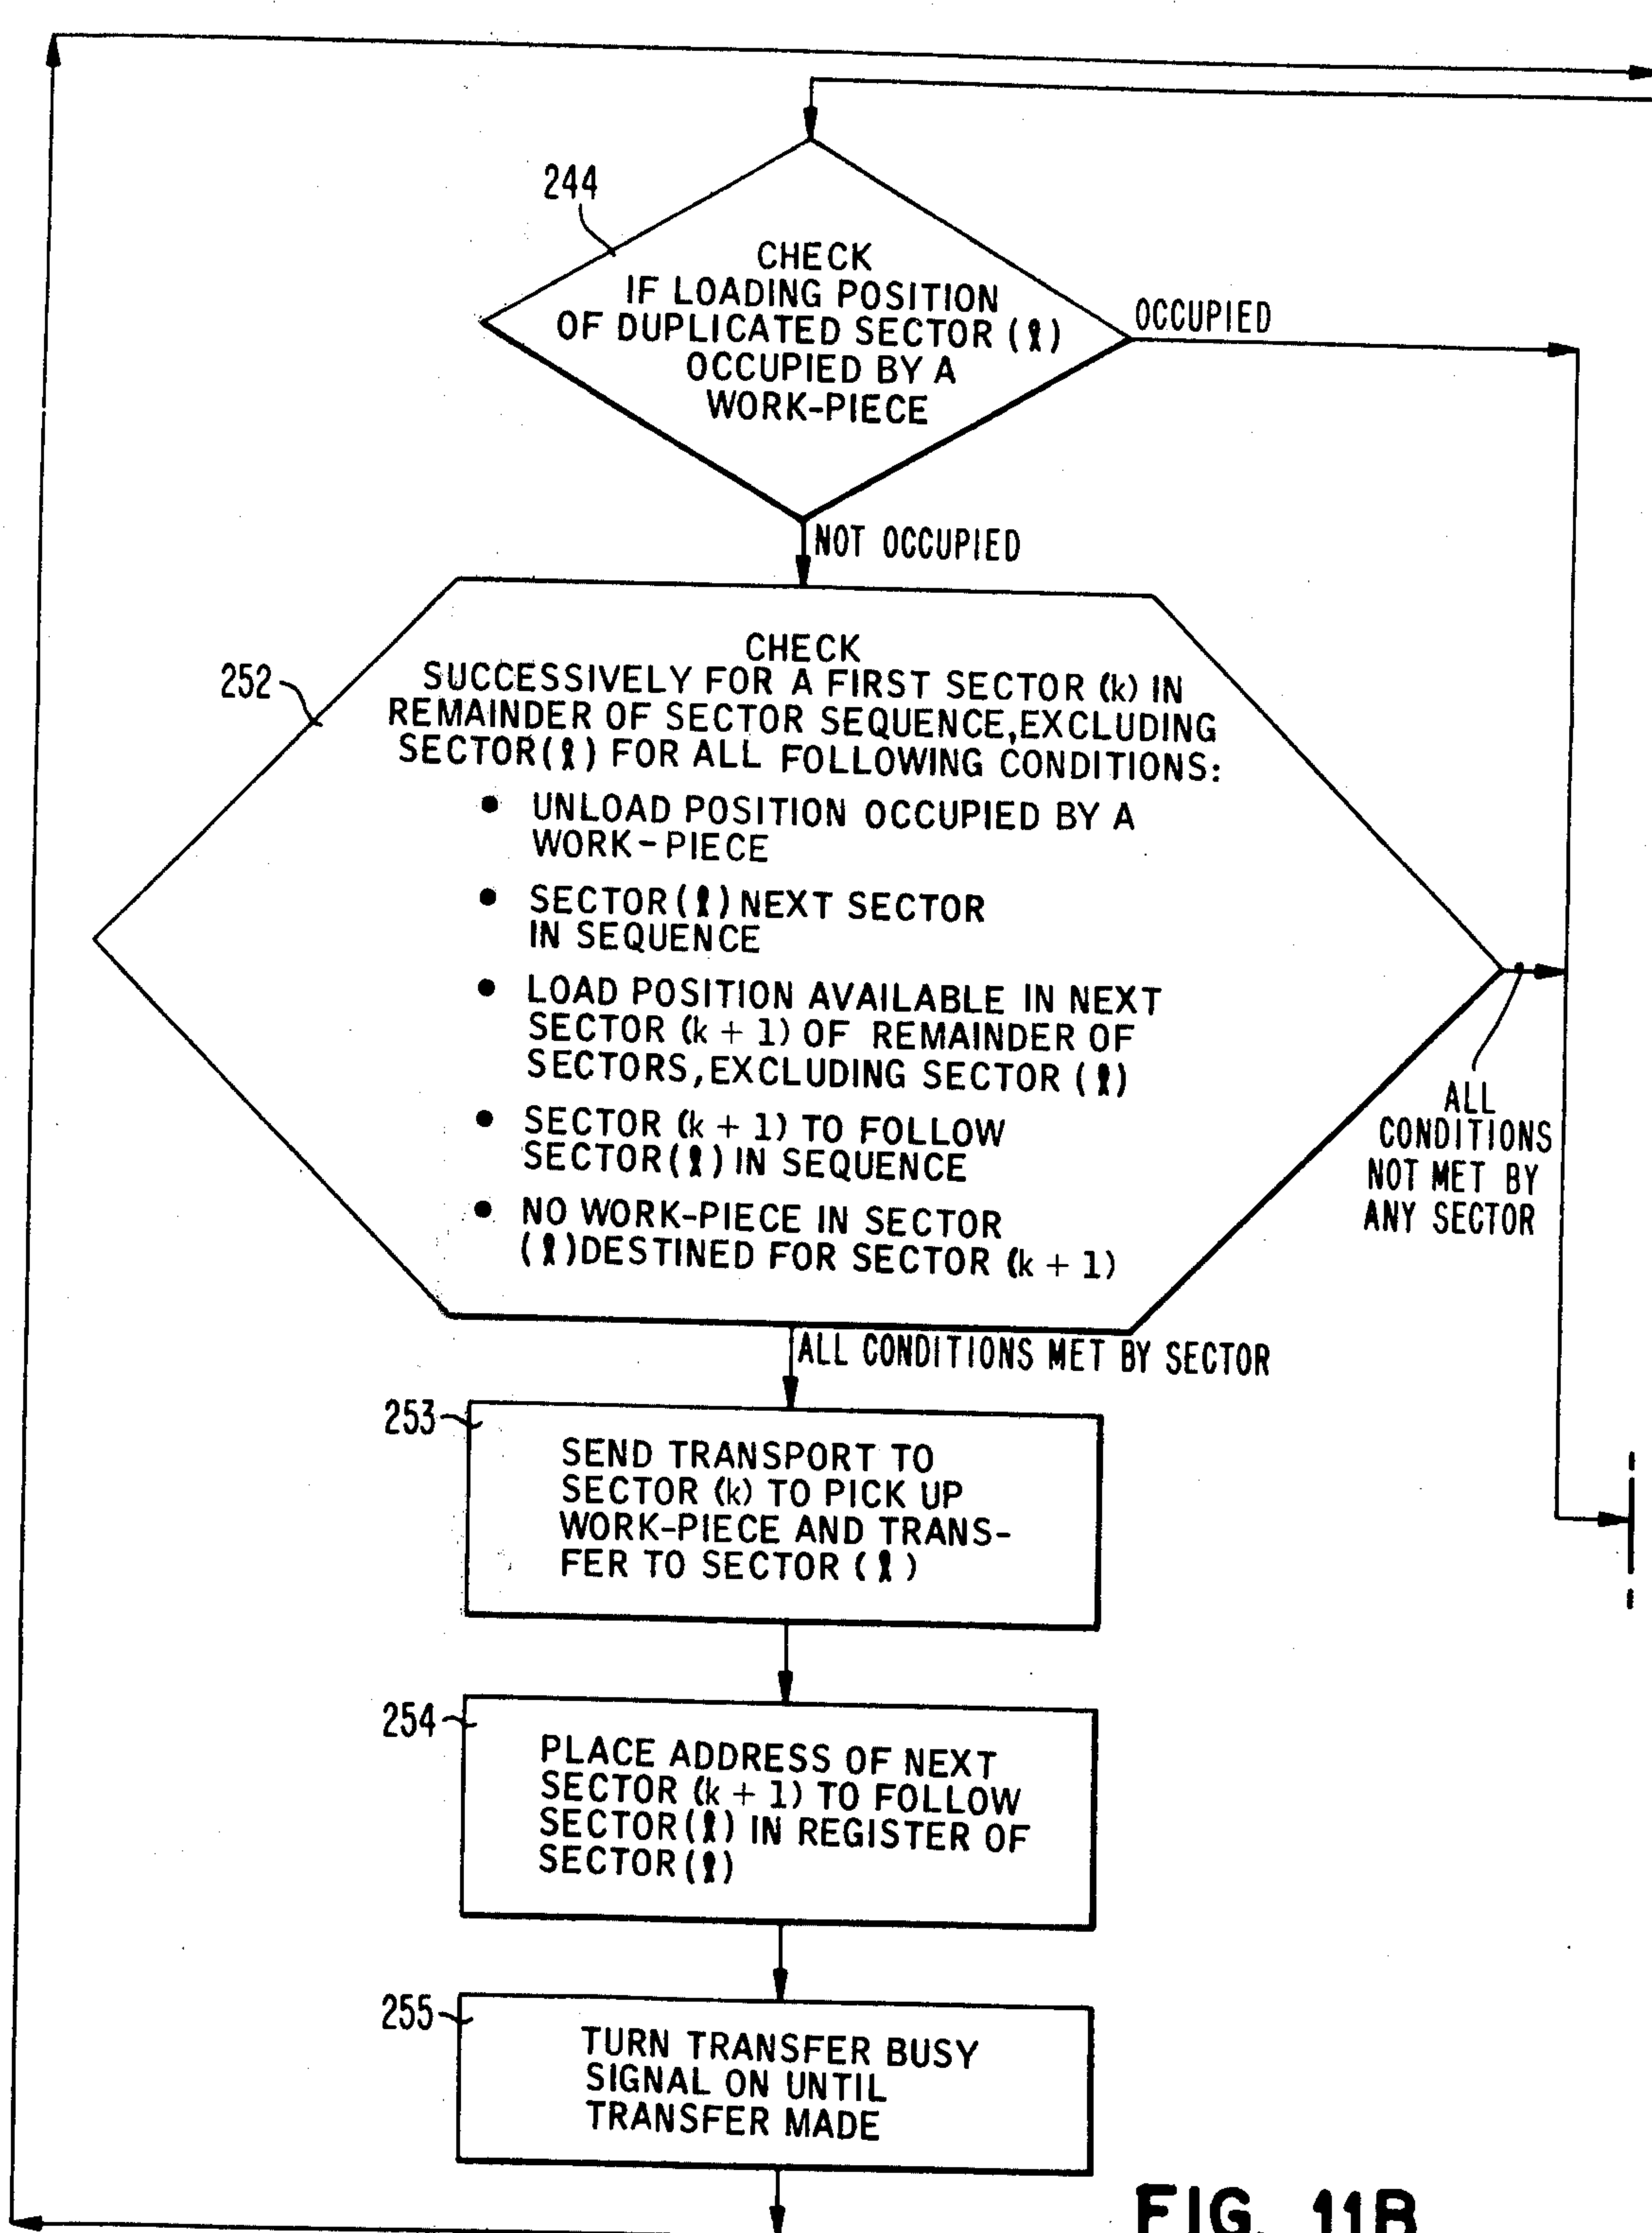 244
CHECK
IF LOADING POSITION
OF DUPLICATED SECTOR (ℓ)
OCCUPIED BY A
WORK-PIECE
OCCUPIED
NOT OCCUPIED
252
CHECK
SUCCESSIVELY FOR A FIRST SECTOR (k) IN
REMAINDER OF SECTOR SEQUENCE, EXCLUDING
SECTOR (ℓ) FOR ALL FOLLOWING CONDITIONS:
• UNLOAD POSITION OCCUPIED BY A
WORK-PIECE
• SECTOR (ℓ) NEXT SECTOR
IN SEQUENCE
• LOAD POSITION AVAILABLE IN NEXT
SECTOR (k + 1) OF REMAINDER OF
SECTORS, EXCLUDING SECTOR (ℓ)
• SECTOR (k + 1) TO FOLLOW
SECTOR (ℓ) IN SEQUENCE
• NO WORK-PIECE IN SECTOR
(ℓ) DESTINED FOR SECTOR (k + 1)
ALL
CONDITIONS
NOT MET BY
ANY SECTOR
ALL CONDITIONS MET BY SECTOR
253
SEND TRANSPORT TO
SECTOR (k) TO PICK UP
WORK-PIECE AND TRANS-
FER TO SECTOR (ℓ)
254
PLACE ADDRESS OF NEXT
SECTOR (k + 1) TO FOLLOW
SECTOR (ℓ) IN REGISTER OF
SECTOR (ℓ)
255
TURN TRANSFER BUSY
SIGNAL ON UNTIL
TRANSFER MADE
FIG. 11B